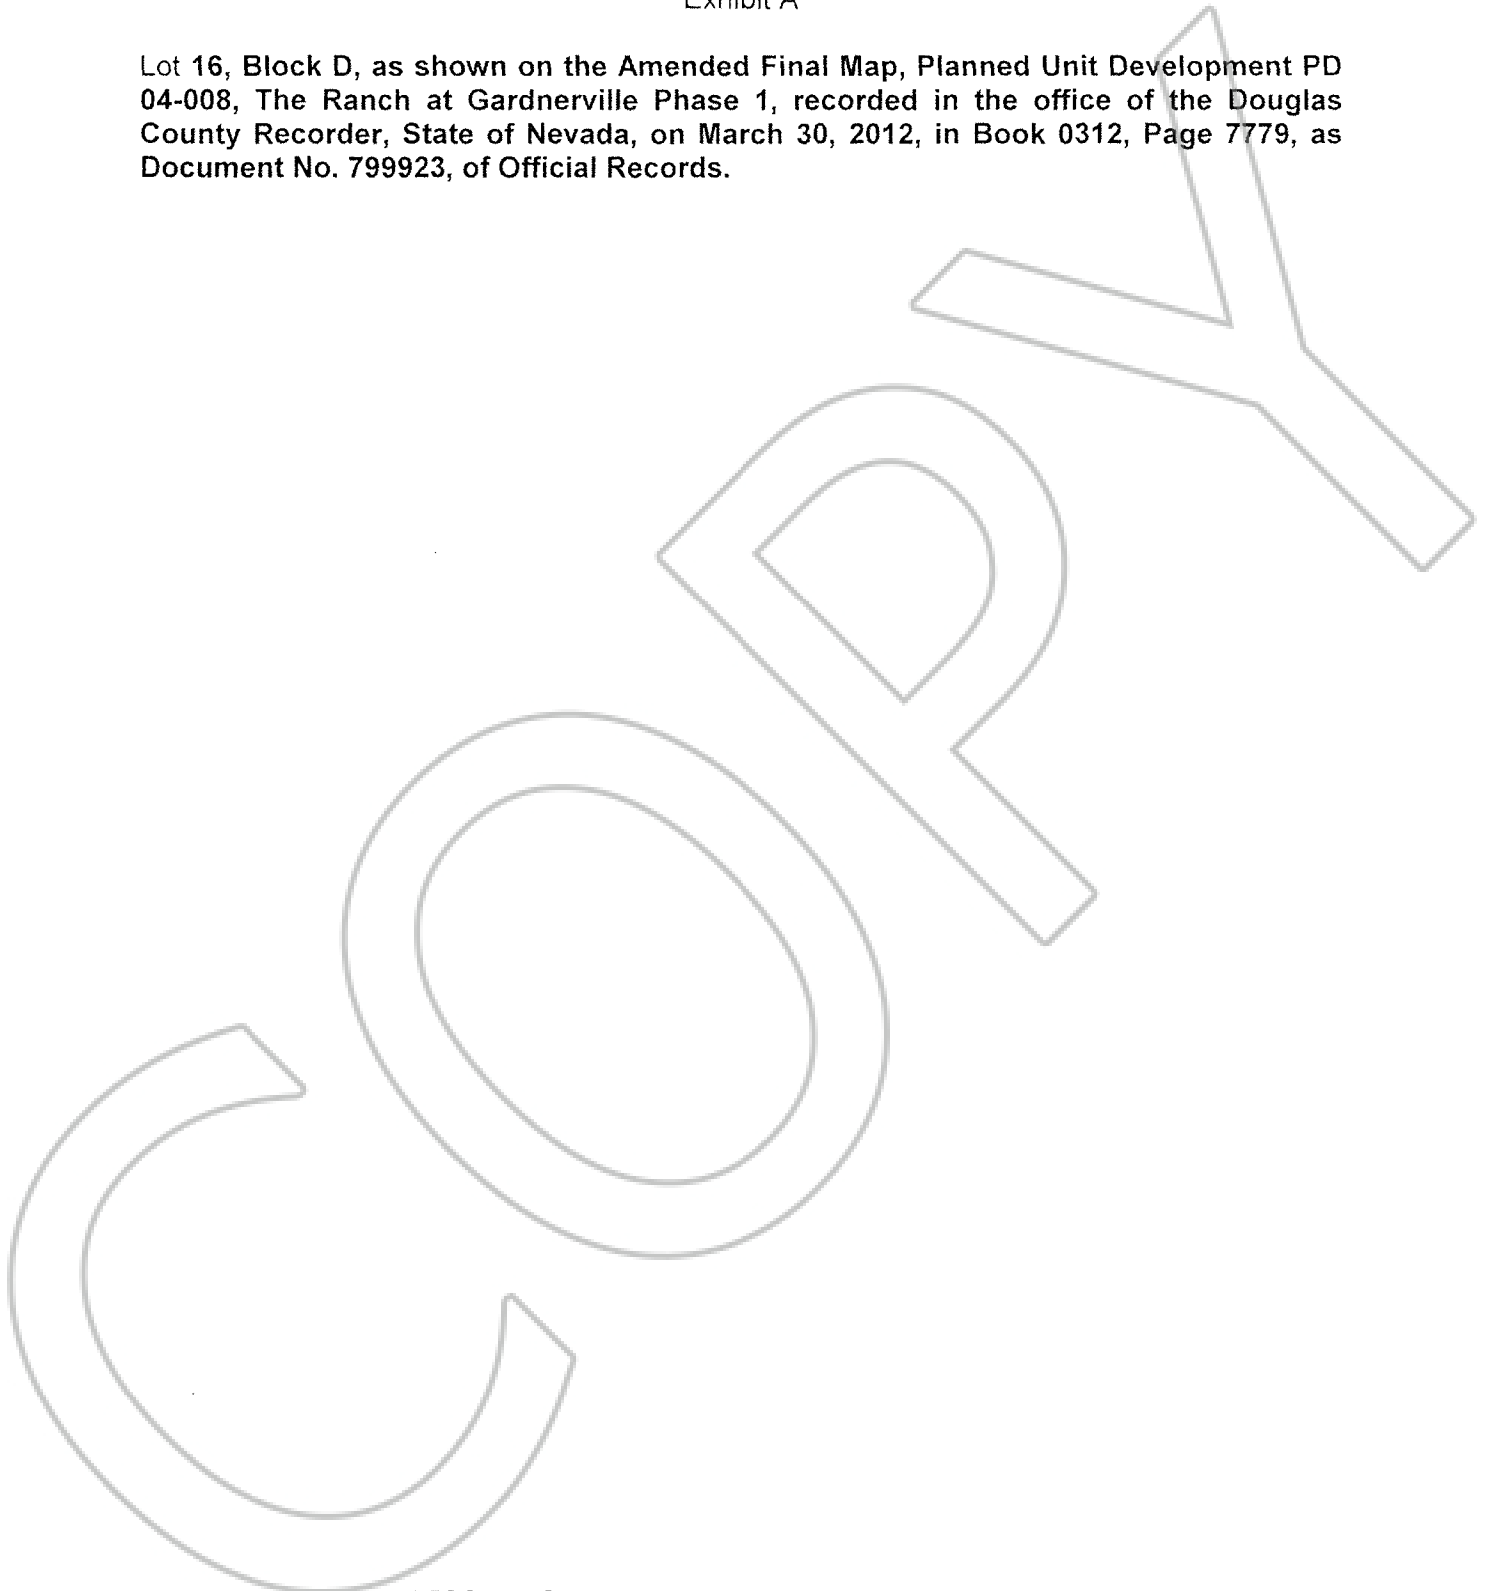 Exhibit A
Lot 16, Block D, as shown on the Amended Final Map, Planned Unit Development PD
04-008, The Ranch at Gardnerville Phase 1, recorded in the office of the Douglas
County Recorder, State of Nevada, on March 30, 2012, in Book 0312, Page 7779, as
Document No. 799923, of Official Records.
COPY